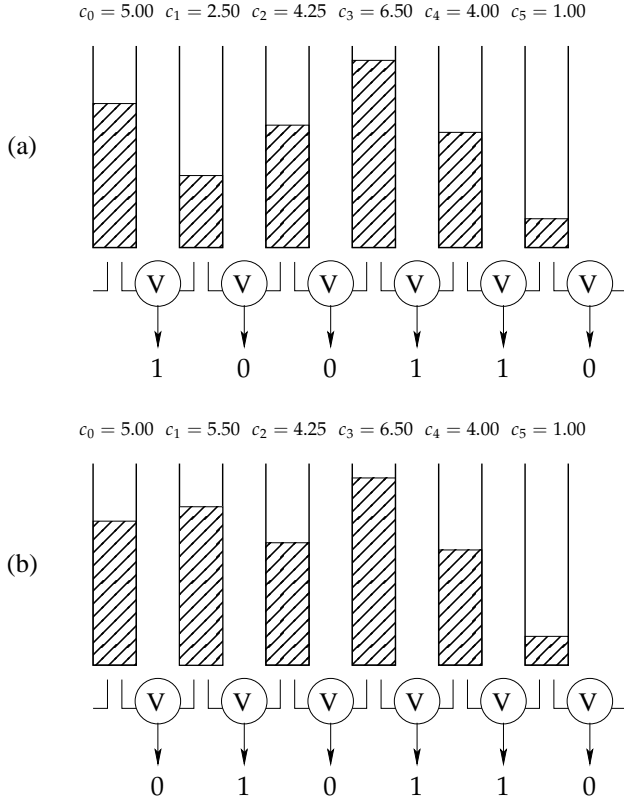 c₀ = 5.00 c₁ = 2.50 c₂ = 4.25 c₃ = 6.50 c₄ = 4.00 c₅ = 1.00
(a)
V V V V V V
1 0 0 1 1 0
c₀ = 5.00 c₁ = 5.50 c₂ = 4.25 c₃ = 6.50 c₄ = 4.00 c₅ = 1.00
(b)
V V V V V V
0 1 0 1 1 0